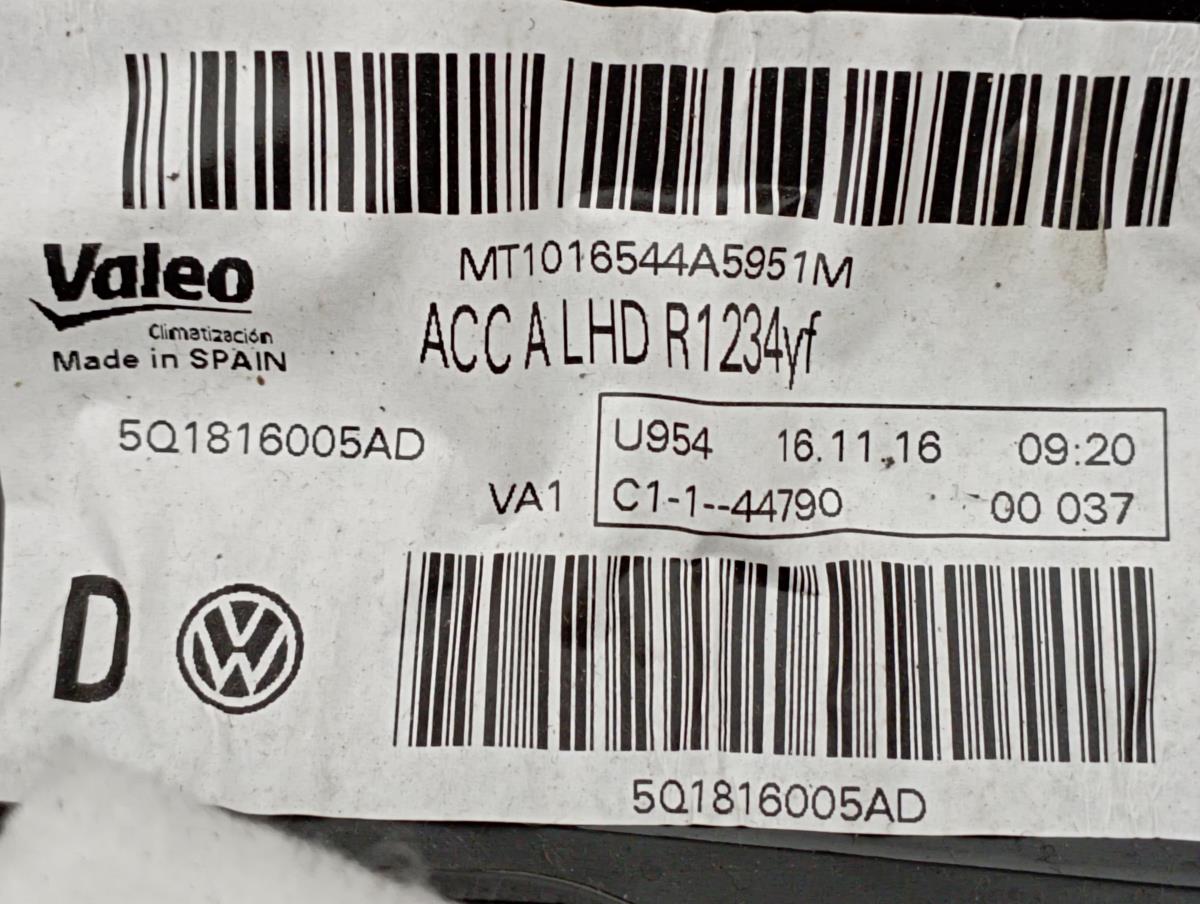 MT1016544A5951M
Valeo
Climatización
Made in SPAIN
ACC A LHD R1234yf
5Q1816005AD
U954 16.11.16 09:20
VA1 C1-1--44790 00 037
D VW
5Q1816005AD